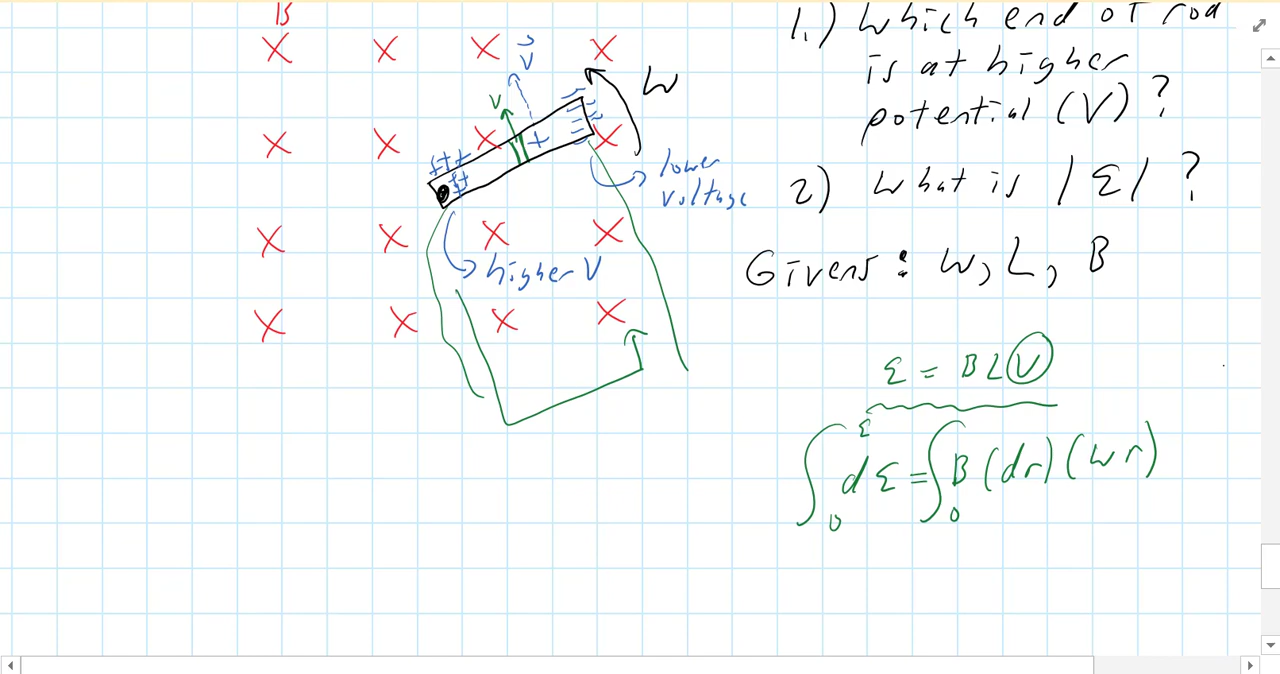 B
1.) Which end of rod
is at higher
potential (V) ?
2) What is |ε| ?
Givens : ω, L, B
x x x x
x x x x
x x x x
x x x x
v
V
ω
+
+++
++
lower
voltage
higher V
ε = BLV
∫₀^ε dε = ∫₀ B (dr) (ωr)